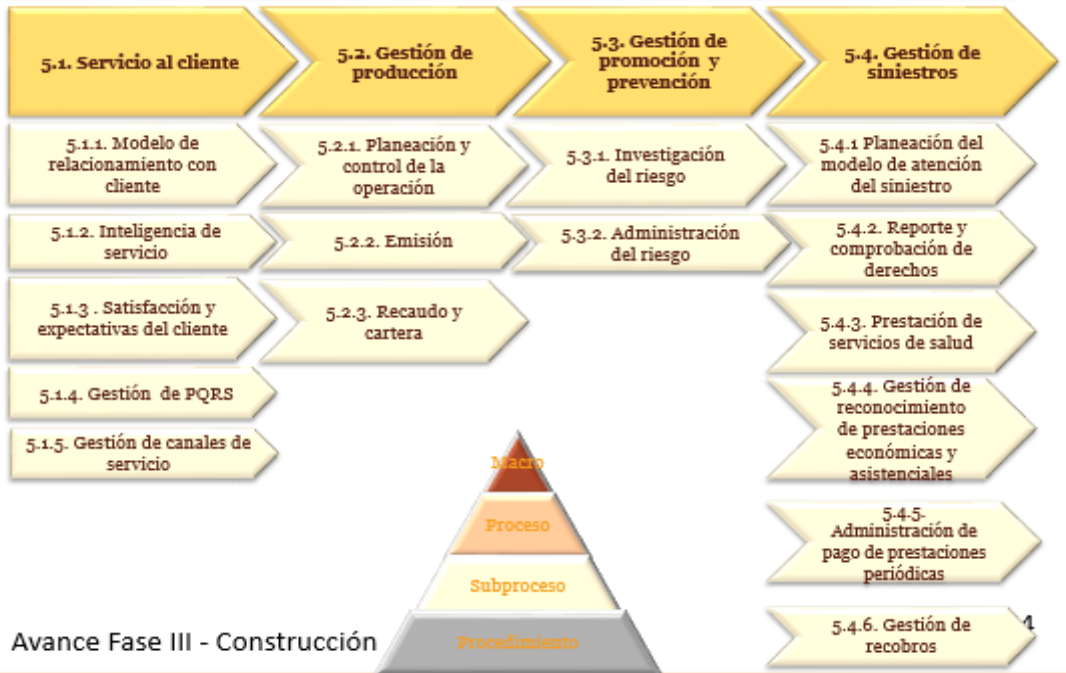 5.1. Servicio al cliente
5.2. Gestión de
producción
5.3. Gestión de
promoción y
prevención
5.4. Gestión de
siniestros
5.1.1. Modelo de
relacionamiento con
cliente
5.1.2. Inteligencia de
servicio
5.1.3 . Satisfacción y
expectativas del cliente
5.1.4. Gestión de PQRS
5.1.5. Gestión de canales de
servicio
5.2.1. Planeación y
control de la
operación
5.2.2. Emisión
5.2.3. Recaudo y
cartera
5.3.1. Investigación
del riesgo
5.3.2. Administración
del riesgo
5.4.1 Planeación del
modelo de atención
del siniestro
5.4.2. Reporte y
comprobación de
derechos
5.4.3. Prestación de
servicios de salud
5.4.4. Gestión de
reconocimiento
de prestaciones
económicas y
asistenciales
5.4.5.
Administración de
pago de prestaciones
periódicas
5.4.6. Gestión de
recobros
Macro
Proceso
Subproceso
Procedimiento
Avance Fase III - Construcción
4